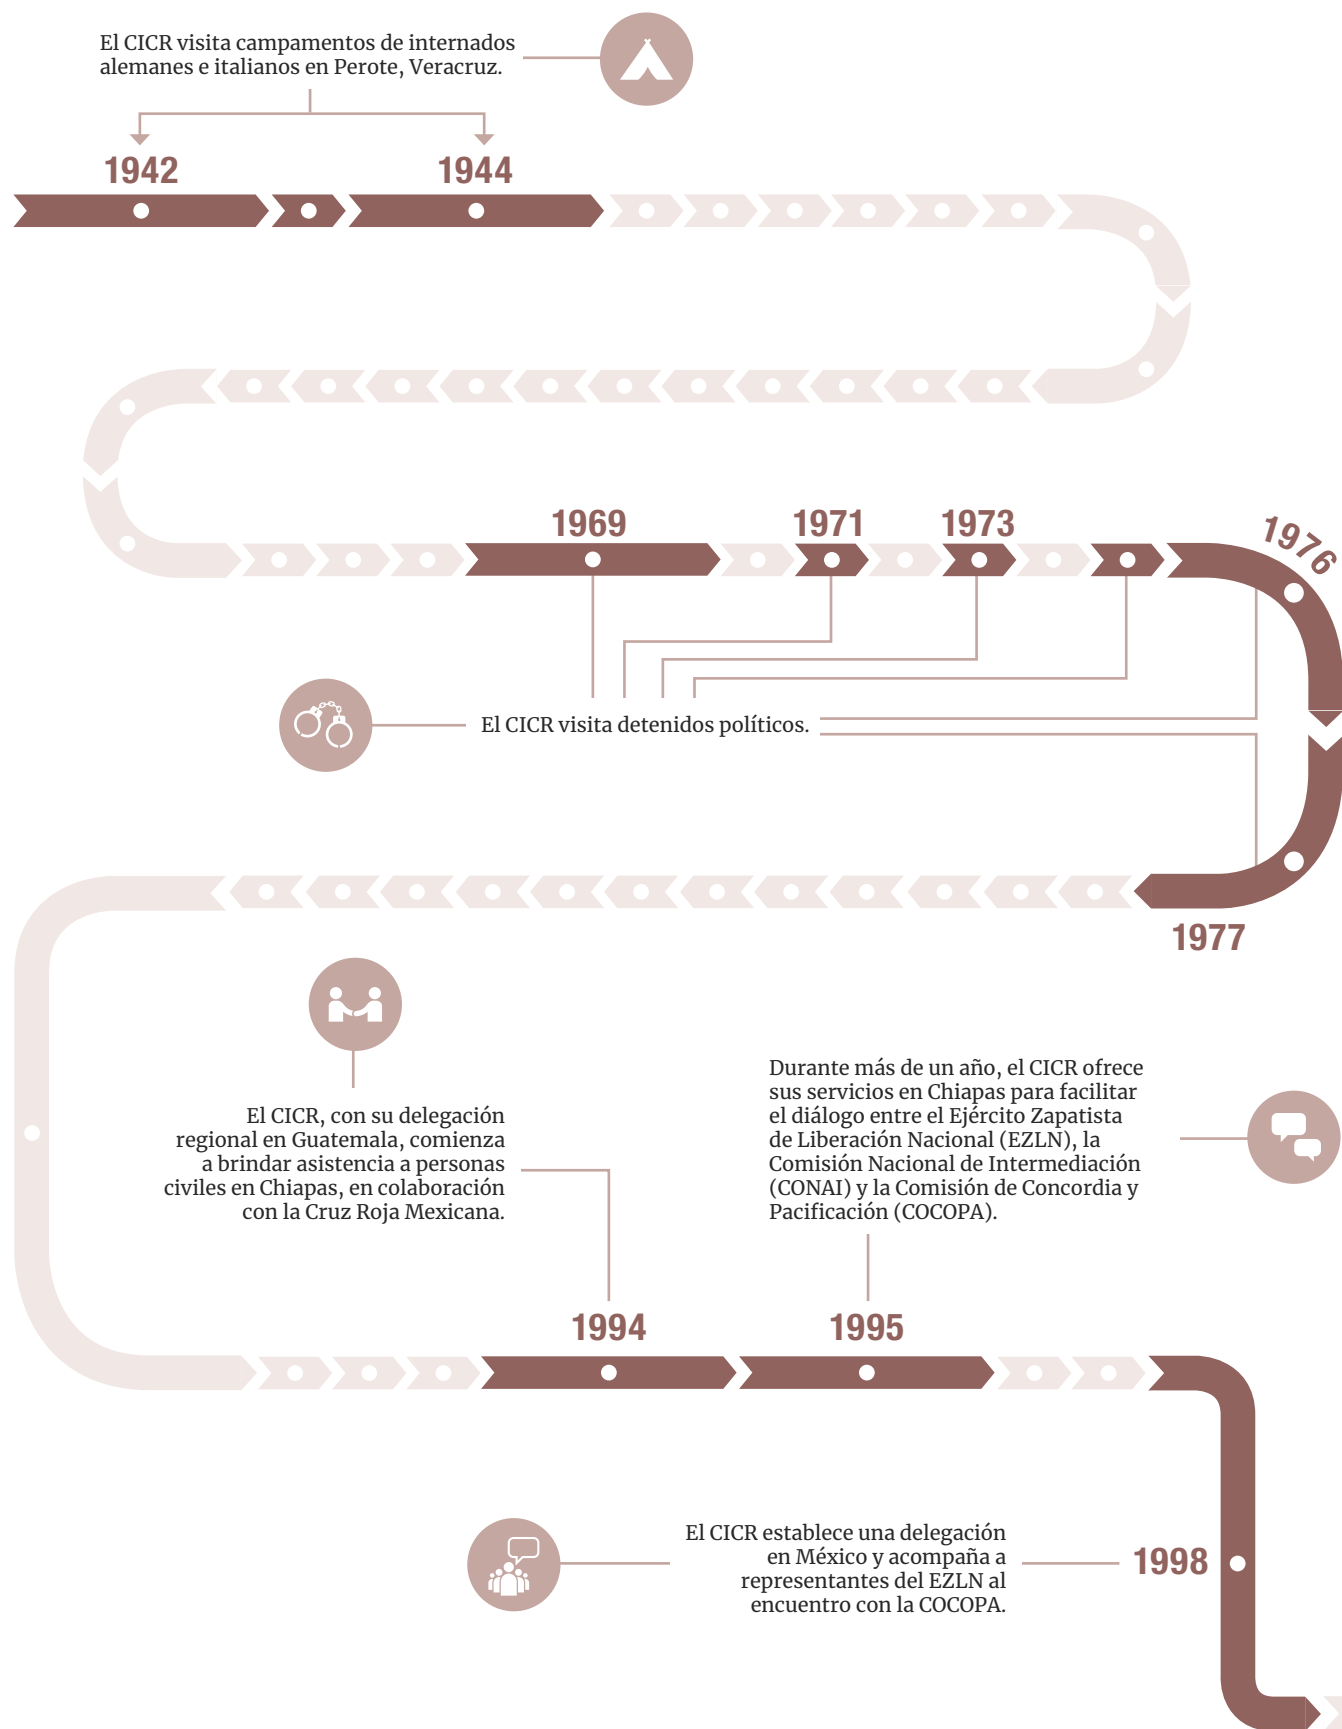 El CICR visita campamentos de internados
alemanes e italianos en Perote, Veracruz.
1942
1944
1969
1971
1973
1976
El CICR visita detenidos políticos.
1977
El CICR, con su delegación
regional en Guatemala, comienza
a brindar asistencia a personas
civiles en Chiapas, en colaboración
con la Cruz Roja Mexicana.
Durante más de un año, el CICR ofrece
sus servicios en Chiapas para facilitar
el diálogo entre el Ejército Zapatista
de Liberación Nacional (EZLN), la
Comisión Nacional de Intermediación
(CONAI) y la Comisión de Concordia y
Pacificación (COCOPA).
1994
1995
El CICR establece una delegación
en México y acompaña a
representantes del EZLN al
encuentro con la COCOPA.
1998